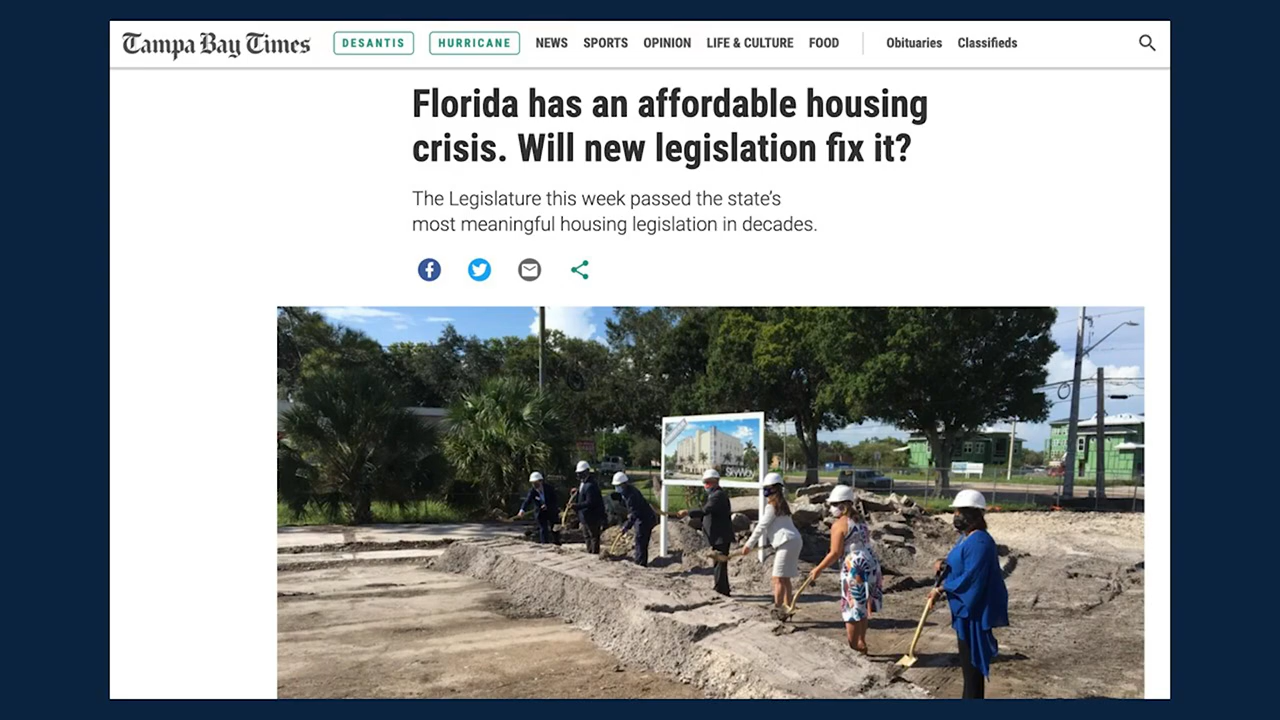 Tampa Bay Times
DESANTIS
HURRICANE
NEWS
SPORTS
OPINION
LIFE & CULTURE
FOOD
Obituaries
Classifieds
Florida has an affordable housing
crisis. Will new legislation fix it?
The Legislature this week passed the state’s
most meaningful housing legislation in decades.